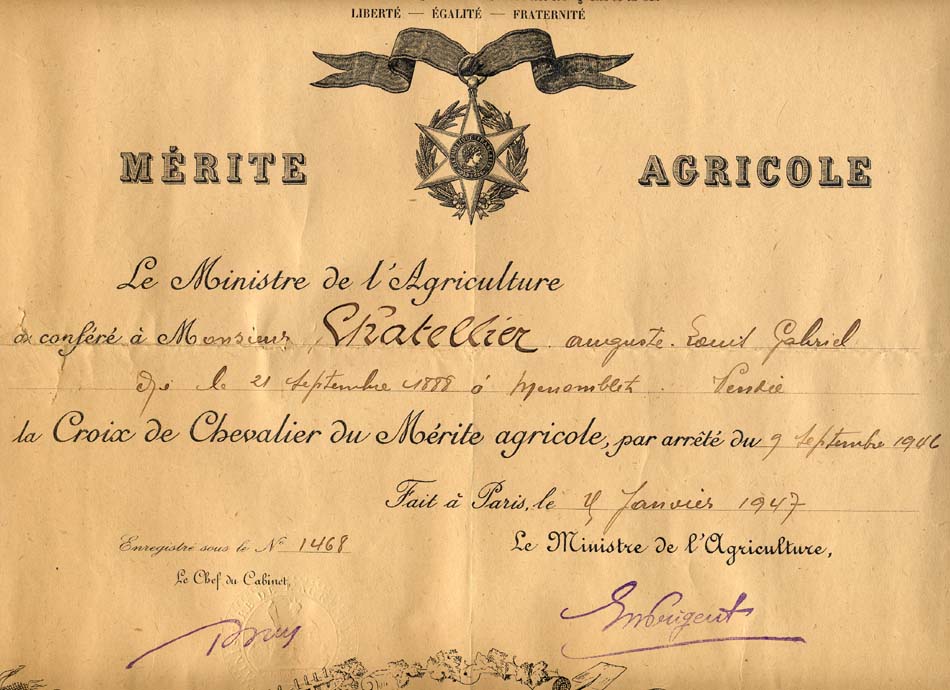 LIBERTÉ — ÉGALITÉ — FRATERNITÉ
MÉRITE AGRICOLE
Le Ministre de l'Agriculture
a conféré à Monsieur Chatellier Auguste Louis Gabriel
Né le 21 Septembre 1888 à Menomblet. Vendée
la Croix de Chevalier du Mérite agricole, par arrêté du 9 Septembre 1946
Fait à Paris, le Janvier 1947
Enregistré sous le No 1468
Le Ministre de l'Agriculture,
Le Chef du Cabinet,